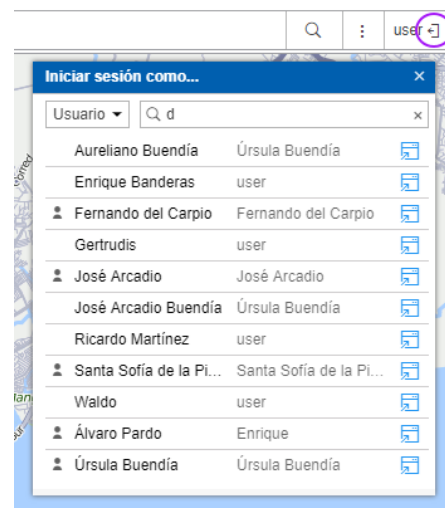 user
Iniciar sesión como... ×
Usuario d ×
Aureliano Buendía Úrsula Buendía
Enrique Banderas user
Fernando del Carpio Fernando del Carpio
Gertrudis user
José Arcadio José Arcadio
José Arcadio Buendía Úrsula Buendía
Ricardo Martínez user
Santa Sofía de la Pi... Santa Sofía de la Pi...
Waldo user
Álvaro Pardo Enrique
Úrsula Buendía Úrsula Buendía